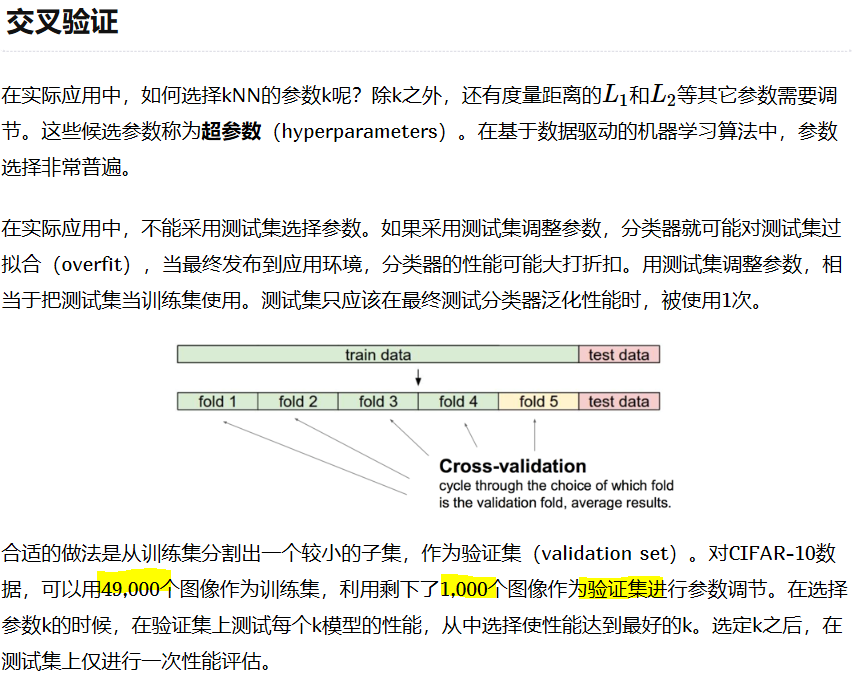 交叉验证
在实际应用中，如何选择kNN的参数k呢？除k之外，还有度量距离的L1和L2等其它参数需要调
节。这些候选参数称为超参数（hyperparameters）。在基于数据驱动的机器学习算法中，参数
选择非常普遍。
在实际应用中，不能采用测试集选择参数。如果采用测试集调整参数，分类器就可能对测试集过
拟合（overfit），当最终发布到应用环境，分类器的性能可能大打折扣。用测试集调整参数，相
当于把测试集当训练集使用。测试集只应该在最终测试分类器泛化性能时，被使用1次。
train data test data
fold 1 fold 2 fold 3 fold 4 fold 5 test data
Cross-validation
cycle through the choice of which fold
is the validation fold, average results.
合适的做法是从训练集分割出一个较小的子集，作为验证集（validation set）。对CIFAR-10数
据，可以用49,000个图像作为训练集，利用剩下了1,000个图像作为验证集进行参数调节。在选择
参数k的时候，在验证集上测试每个k模型的性能，从中选择使性能达到最好的k。选定k之后，在
测试集上仅进行一次性能评估。